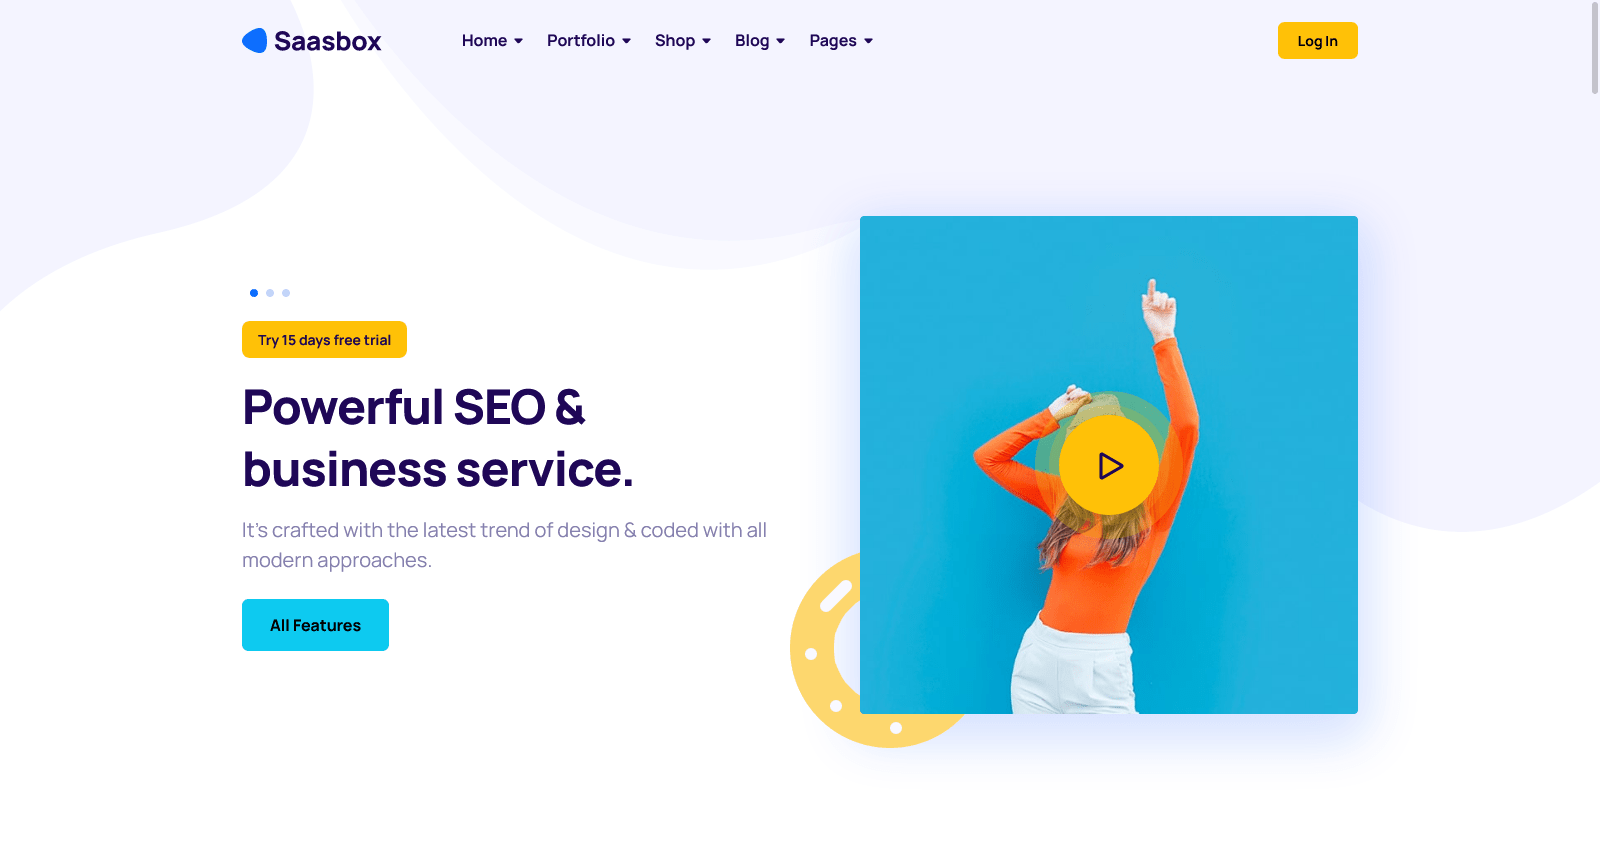 Saasbox
Home
Portfolio
Shop
Blog
Pages
Log In
Try 15 days free trial
Powerful SEO &
business service.
It's crafted with the latest trend of design & coded with all
modern approaches.
All Features